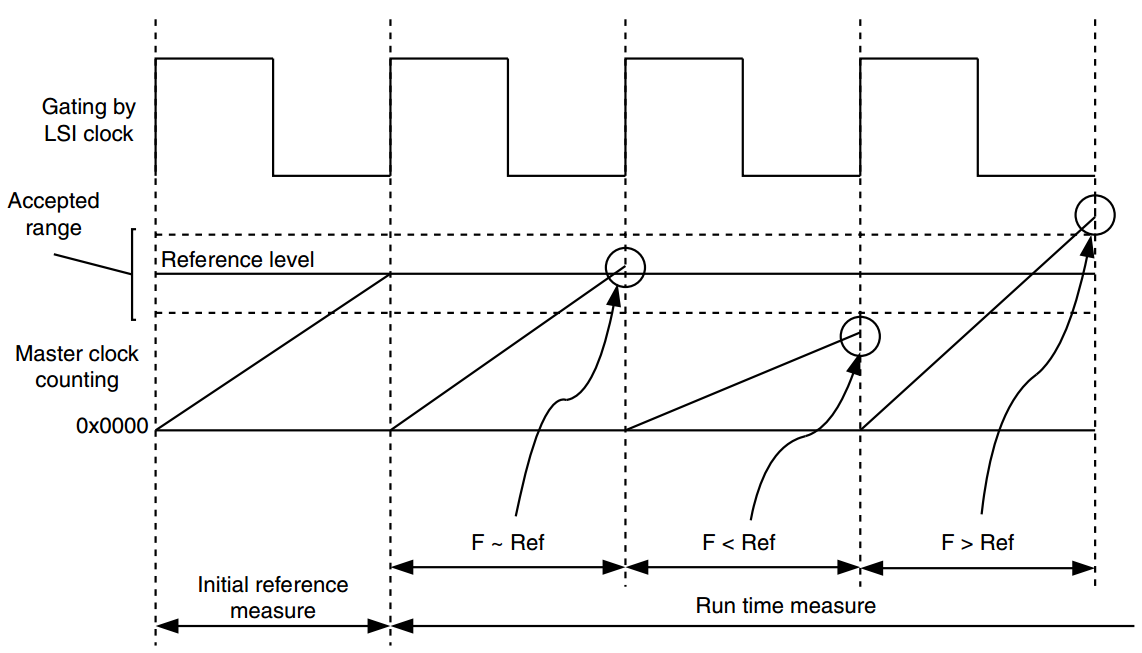 Gating by
LSI clock
Accepted
range
Reference level
Master clock
counting
0x0000
F ~ Ref
F < Ref
F > Ref
Initial reference
measure
Run time measure